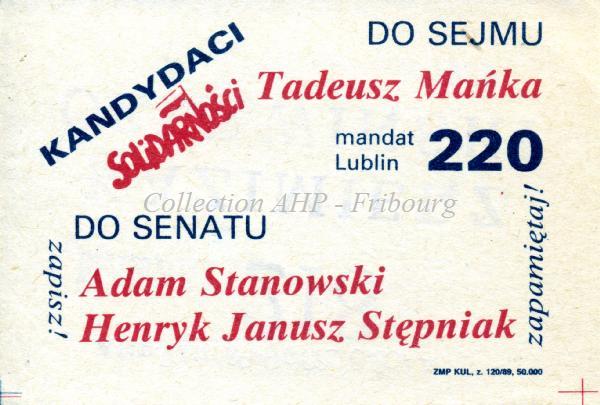 KANDYDACI
SOLIDARNOŚCI
DO SEJMU
Tadeusz Mańka
mandat
Lublin 220
Collection AHP - Fribourg
DO SENATU
zapisz!
Adam Stanowski
Henryk Janusz Stępniak
zapamiętaj!
ZMP KUL, z. 120/89, 50.000